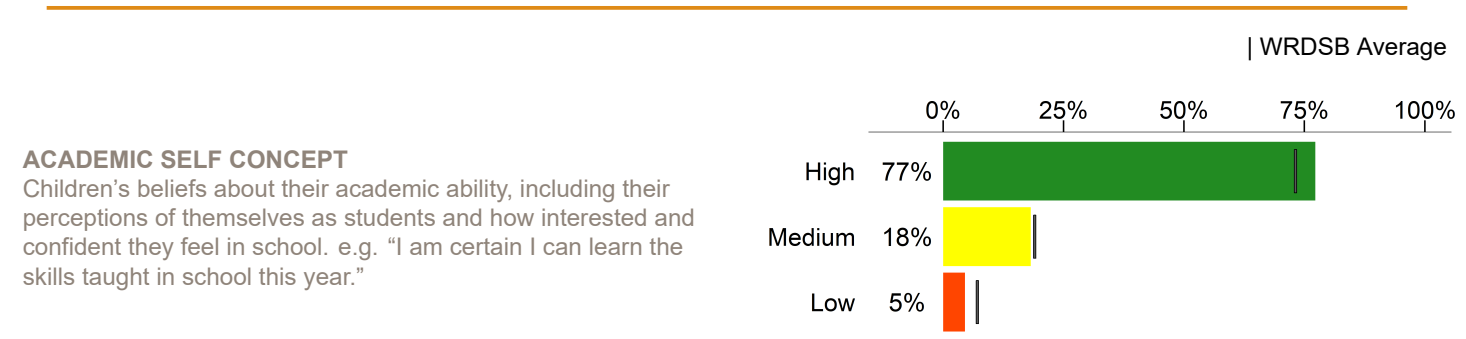 | WRDSB Average
0% 25% 50% 75% 100%
ACADEMIC SELF CONCEPT
Children’s beliefs about their academic ability, including their
perceptions of themselves as students and how interested and
confident they feel in school. e.g. “I am certain I can learn the
skills taught in school this year.”
High 77%
Medium 18%
Low 5%